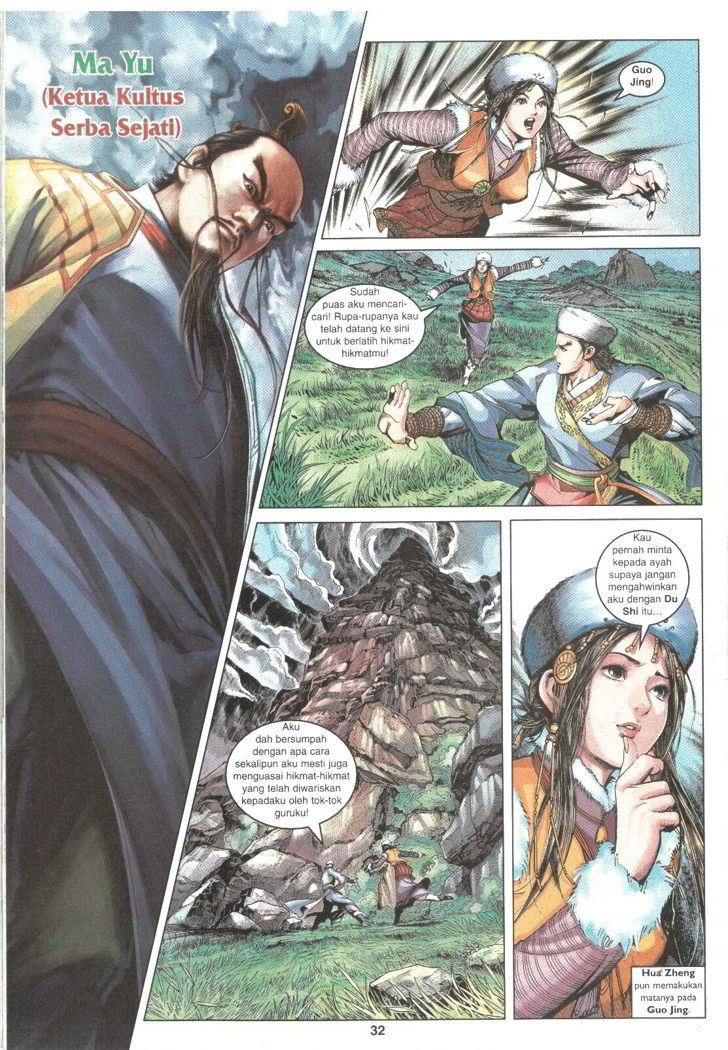 Ma Yu
(Ketua Kultus
Serba Sejati)
Guo
Jing!
Sudah
puas aku mencari-
cari! Rupa-rupanya kau
telah datang ke sini
untuk berlatih hikmat-
hikmatmu!
Aku
dah bersumpah
dengan apa cara
sekalipun aku mesti juga
menguasai hikmat-hikmat
yang telah diwariskan
kepadaku oleh tok-tok
guruku!
Kau
pernah minta
kepada ayah
supaya jangan
mengahwinkan
aku dengan Du
Shi itu...
Hua Zheng
pun memakukan
matanya pada
Guo Jing.
32